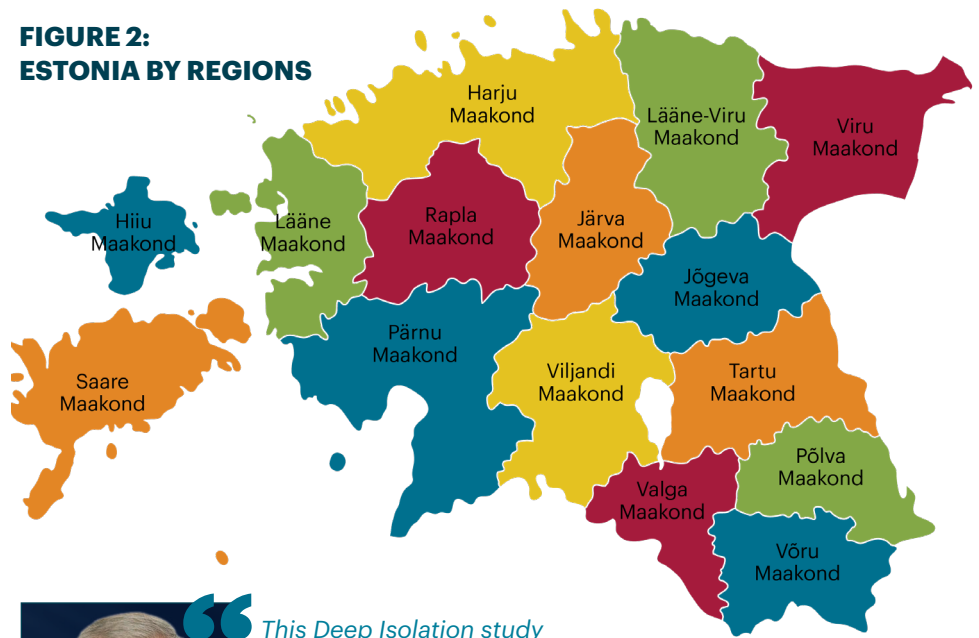 FIGURE 2:
ESTONIA BY REGIONS
Harju
Maakond
Lääne-Viru
Maakond
Viru
Maakond
Hiiu
Maakond
Lääne
Maakond
Rapla
Maakond
Järva
Maakond
Jõgeva
Maakond
Pärnu
Maakond
Saare
Maakond
Viljandi
Maakond
Tartu
Maakond
Põlva
Maakond
Valga
Maakond
Võru
Maakond
“
This Deep Isolation study